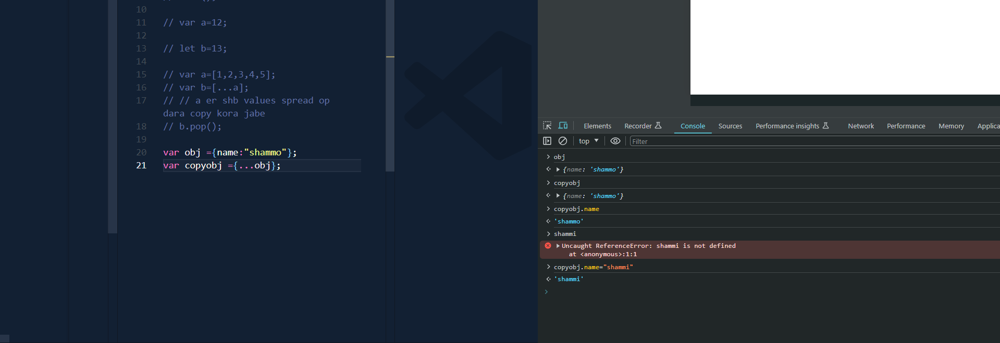 10
11 // var a=12;
12
13 // let b=13;
14
15 // var a=[1,2,3,4,5];
16 // var b=[...a];
17 // // a er shb values spread op
dara copy kora jabe
18 // b.pop();
19
20 var obj ={name:"shammo"};
21 var copyobj ={...obj};
Elements Recorder Console Sources Performance insights Network Performance Memory Applica
top Filter
obj
{name: 'shammo'}
copyobj
{name: 'shammo'}
copyobj.name
'shammo'
shammi
Uncaught ReferenceError: shammi is not defined
at <anonymous>:1:1
copyobj.name="shammi"
'shammi'